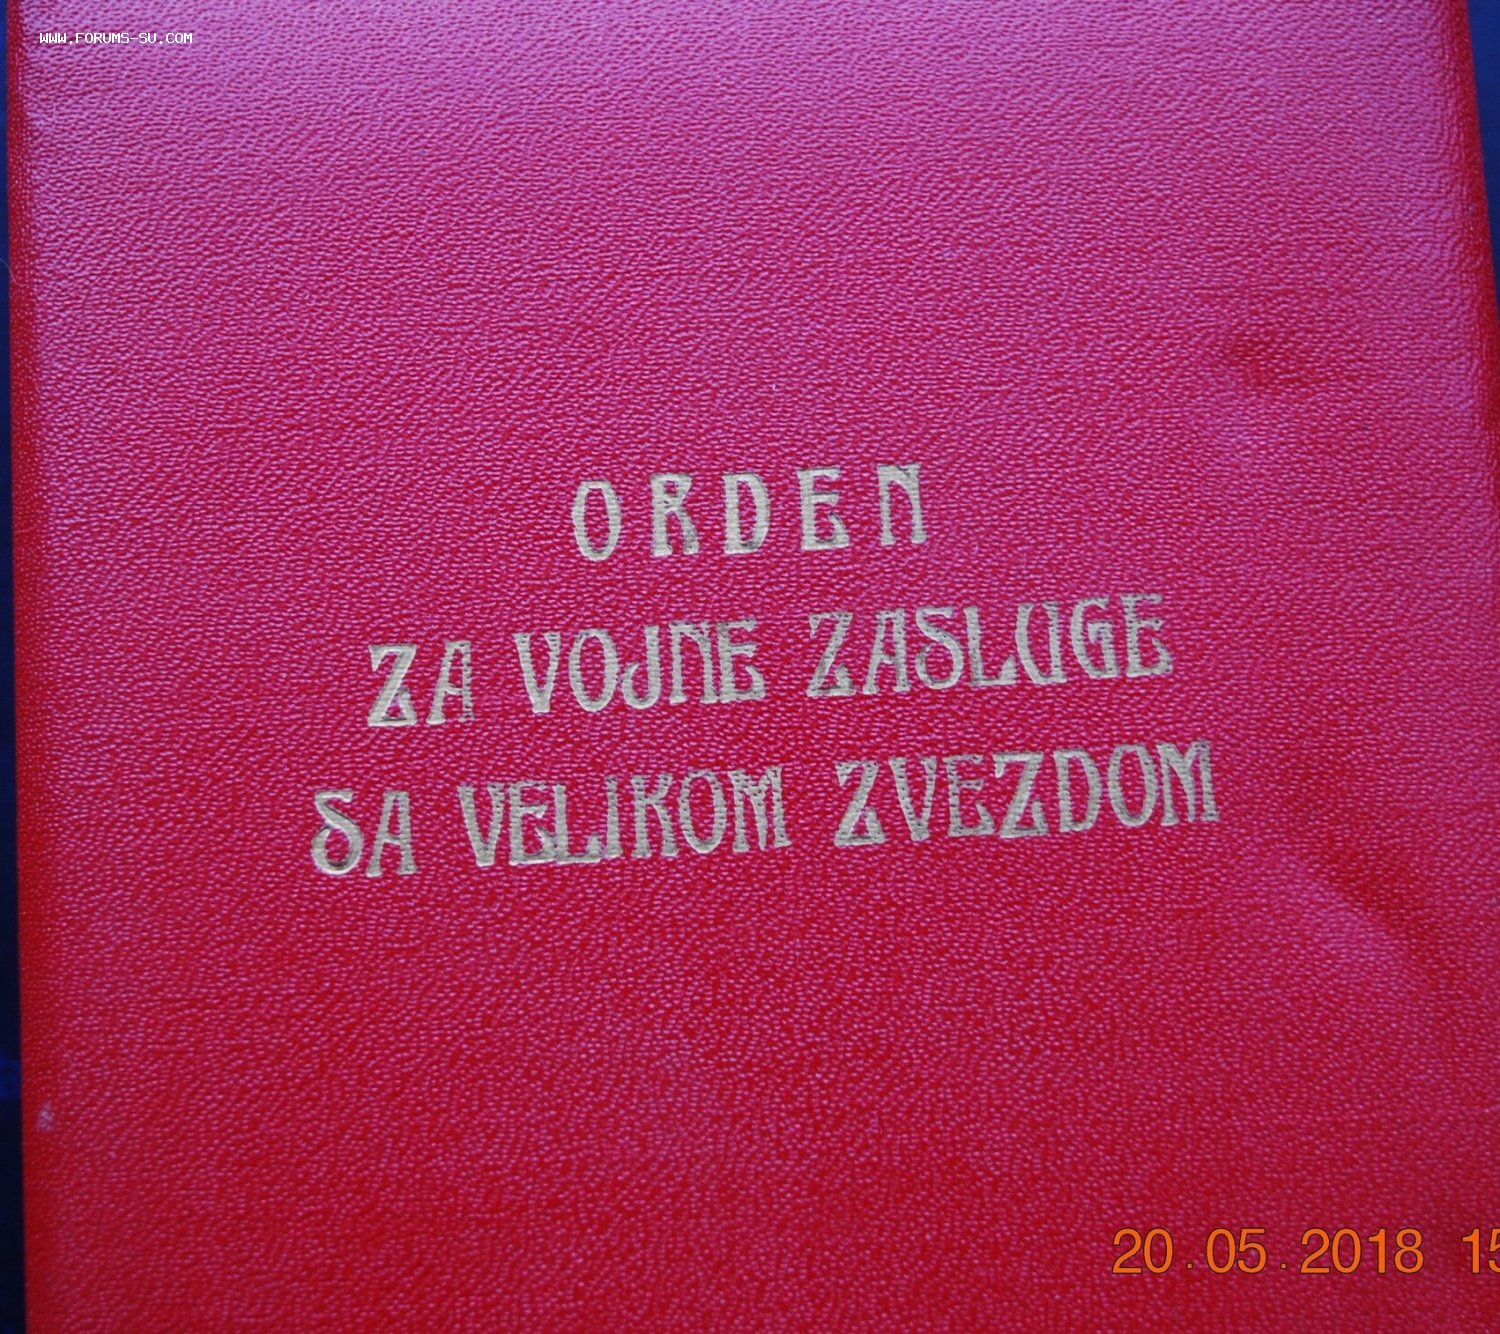 WWW.FORUMS-SU.COM
ORDEN
ZA VOJNE ZASLUGE
SA VELIKOM ZVEZDOM
20.05.2018 15